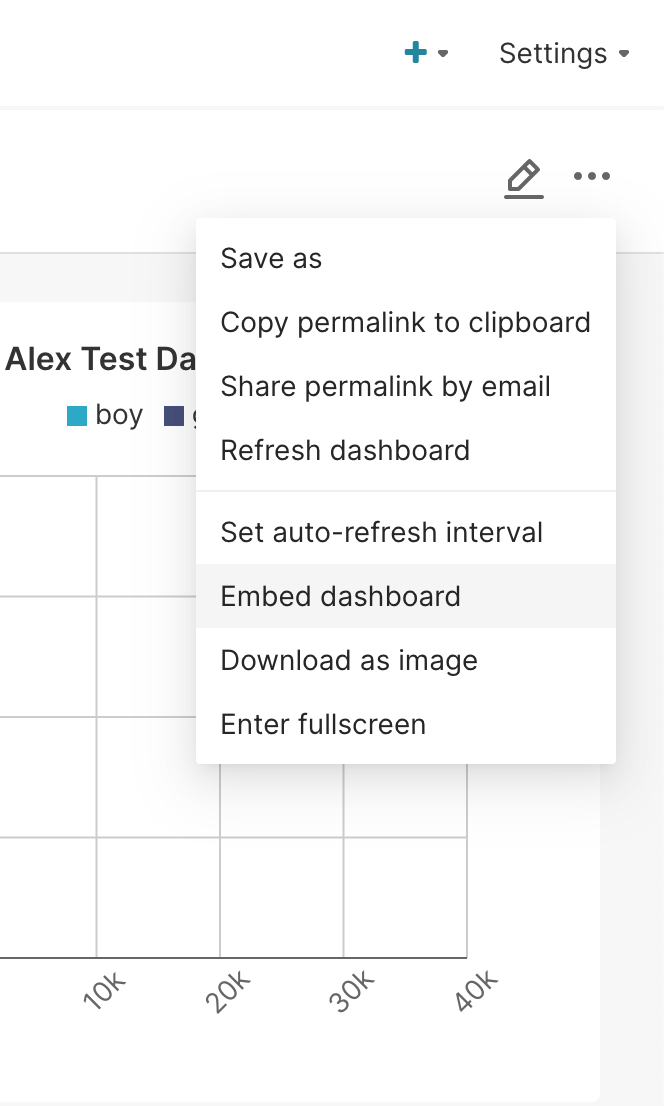 Settings
Save as
Copy permalink to clipboard
Alex Test
Share permalink by email
boy
Refresh dashboard
Set auto-refresh interval
Embed dashboard
Download as image
Enter fullscreen
10k 20k 30k 40k